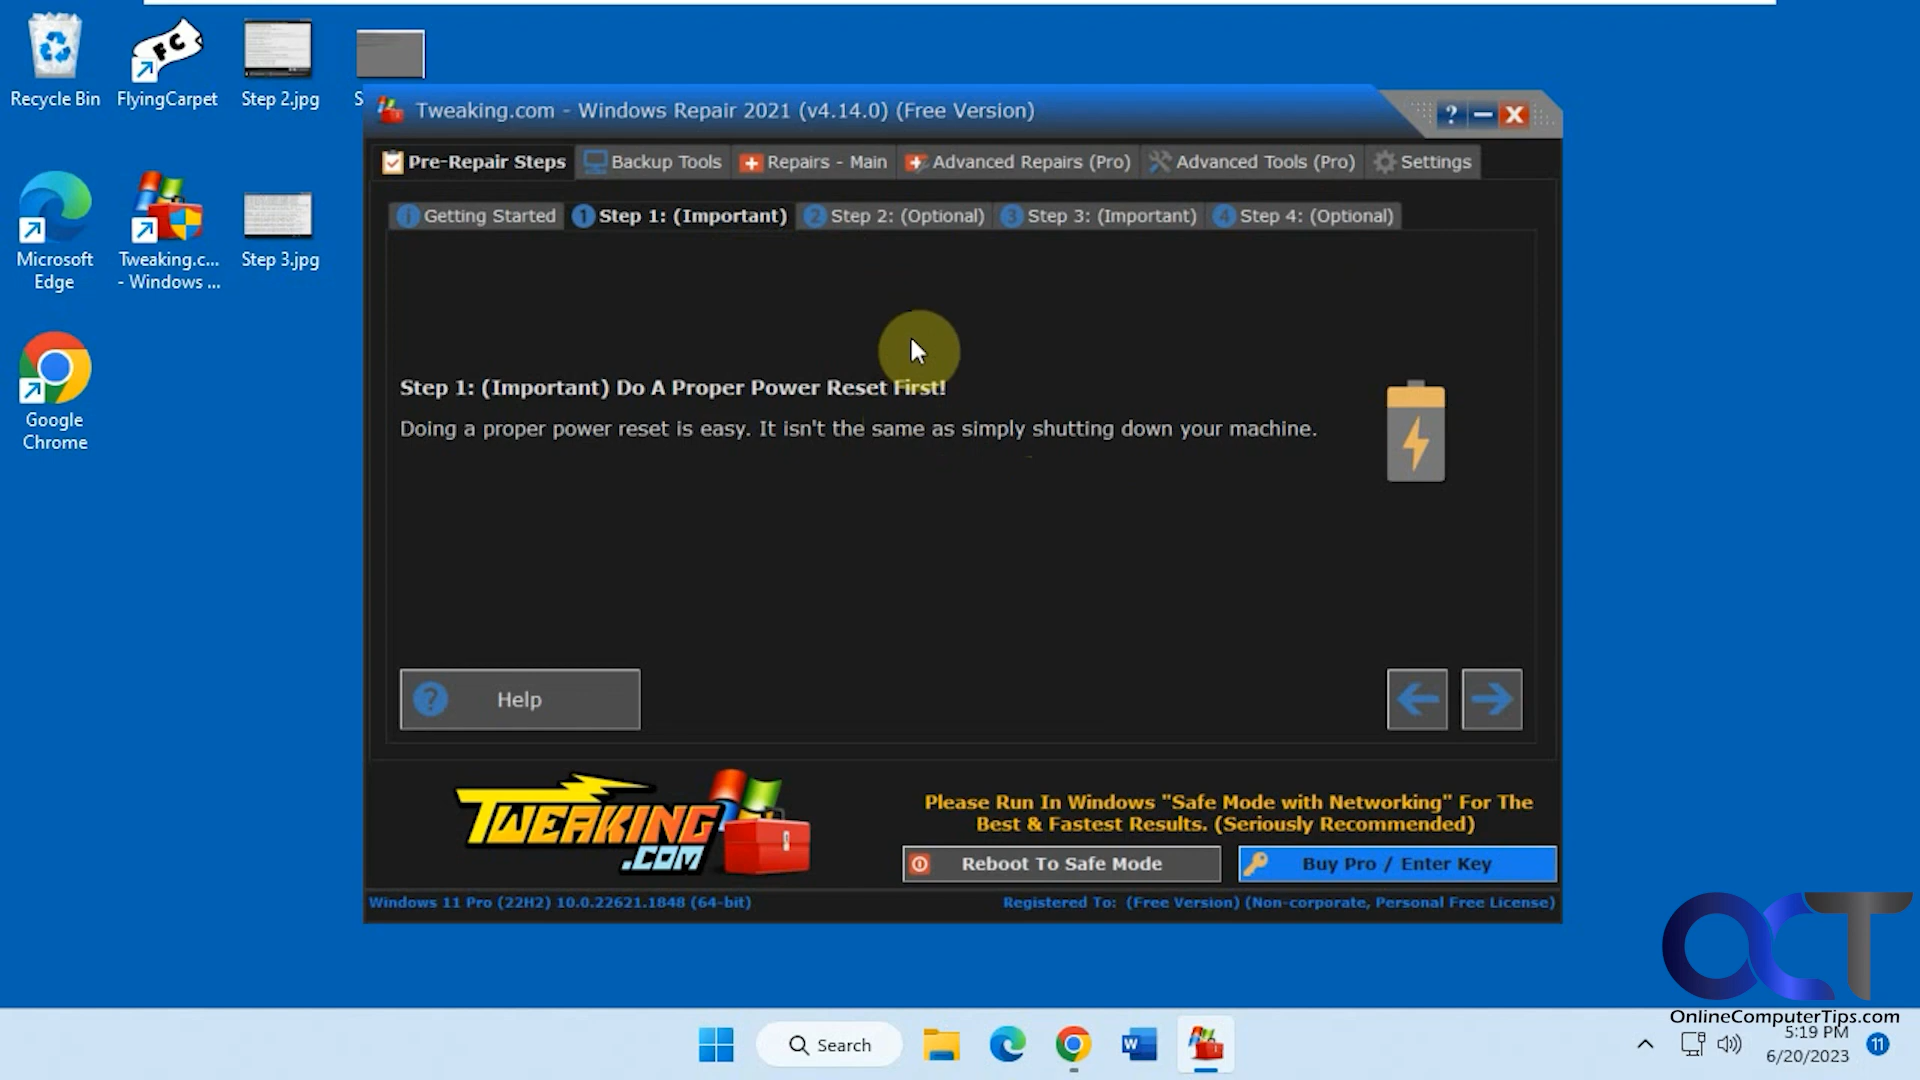 Recycle Bin
FlyingCarpet
FC
Step 2.jpg
S
Microsoft
Edge
Tweaking.c...
- Windows ...
Step 3.jpg
Google
Chrome
Tweaking.com - Windows Repair 2021 (v4.14.0) (Free Version)
?
Pre-Repair Steps
Backup Tools
Repairs - Main
Advanced Repairs (Pro)
Advanced Tools (Pro)
Settings
i Getting Started
1 Step 1: (Important)
2 Step 2: (Optional)
3 Step 3: (Important)
4 Step 4: (Optional)
Step 1: (Important) Do A Proper Power Reset First!
Doing a proper power reset is easy. It isn't the same as simply shutting down your machine.
? Help
TWEAKING
.COM
Please Run In Windows "Safe Mode with Networking" For The
Best & Fastest Results. (Seriously Recommended)
Reboot To Safe Mode
Buy Pro / Enter Key
Windows 11 Pro (22H2) 10.0.22621.1848 (64-bit)
Registered To: (Free Version) (Non-corporate, Personal Free License)
OCT
OnlineComputerTips.com
Search
W
5:19 PM
6/20/2023
11